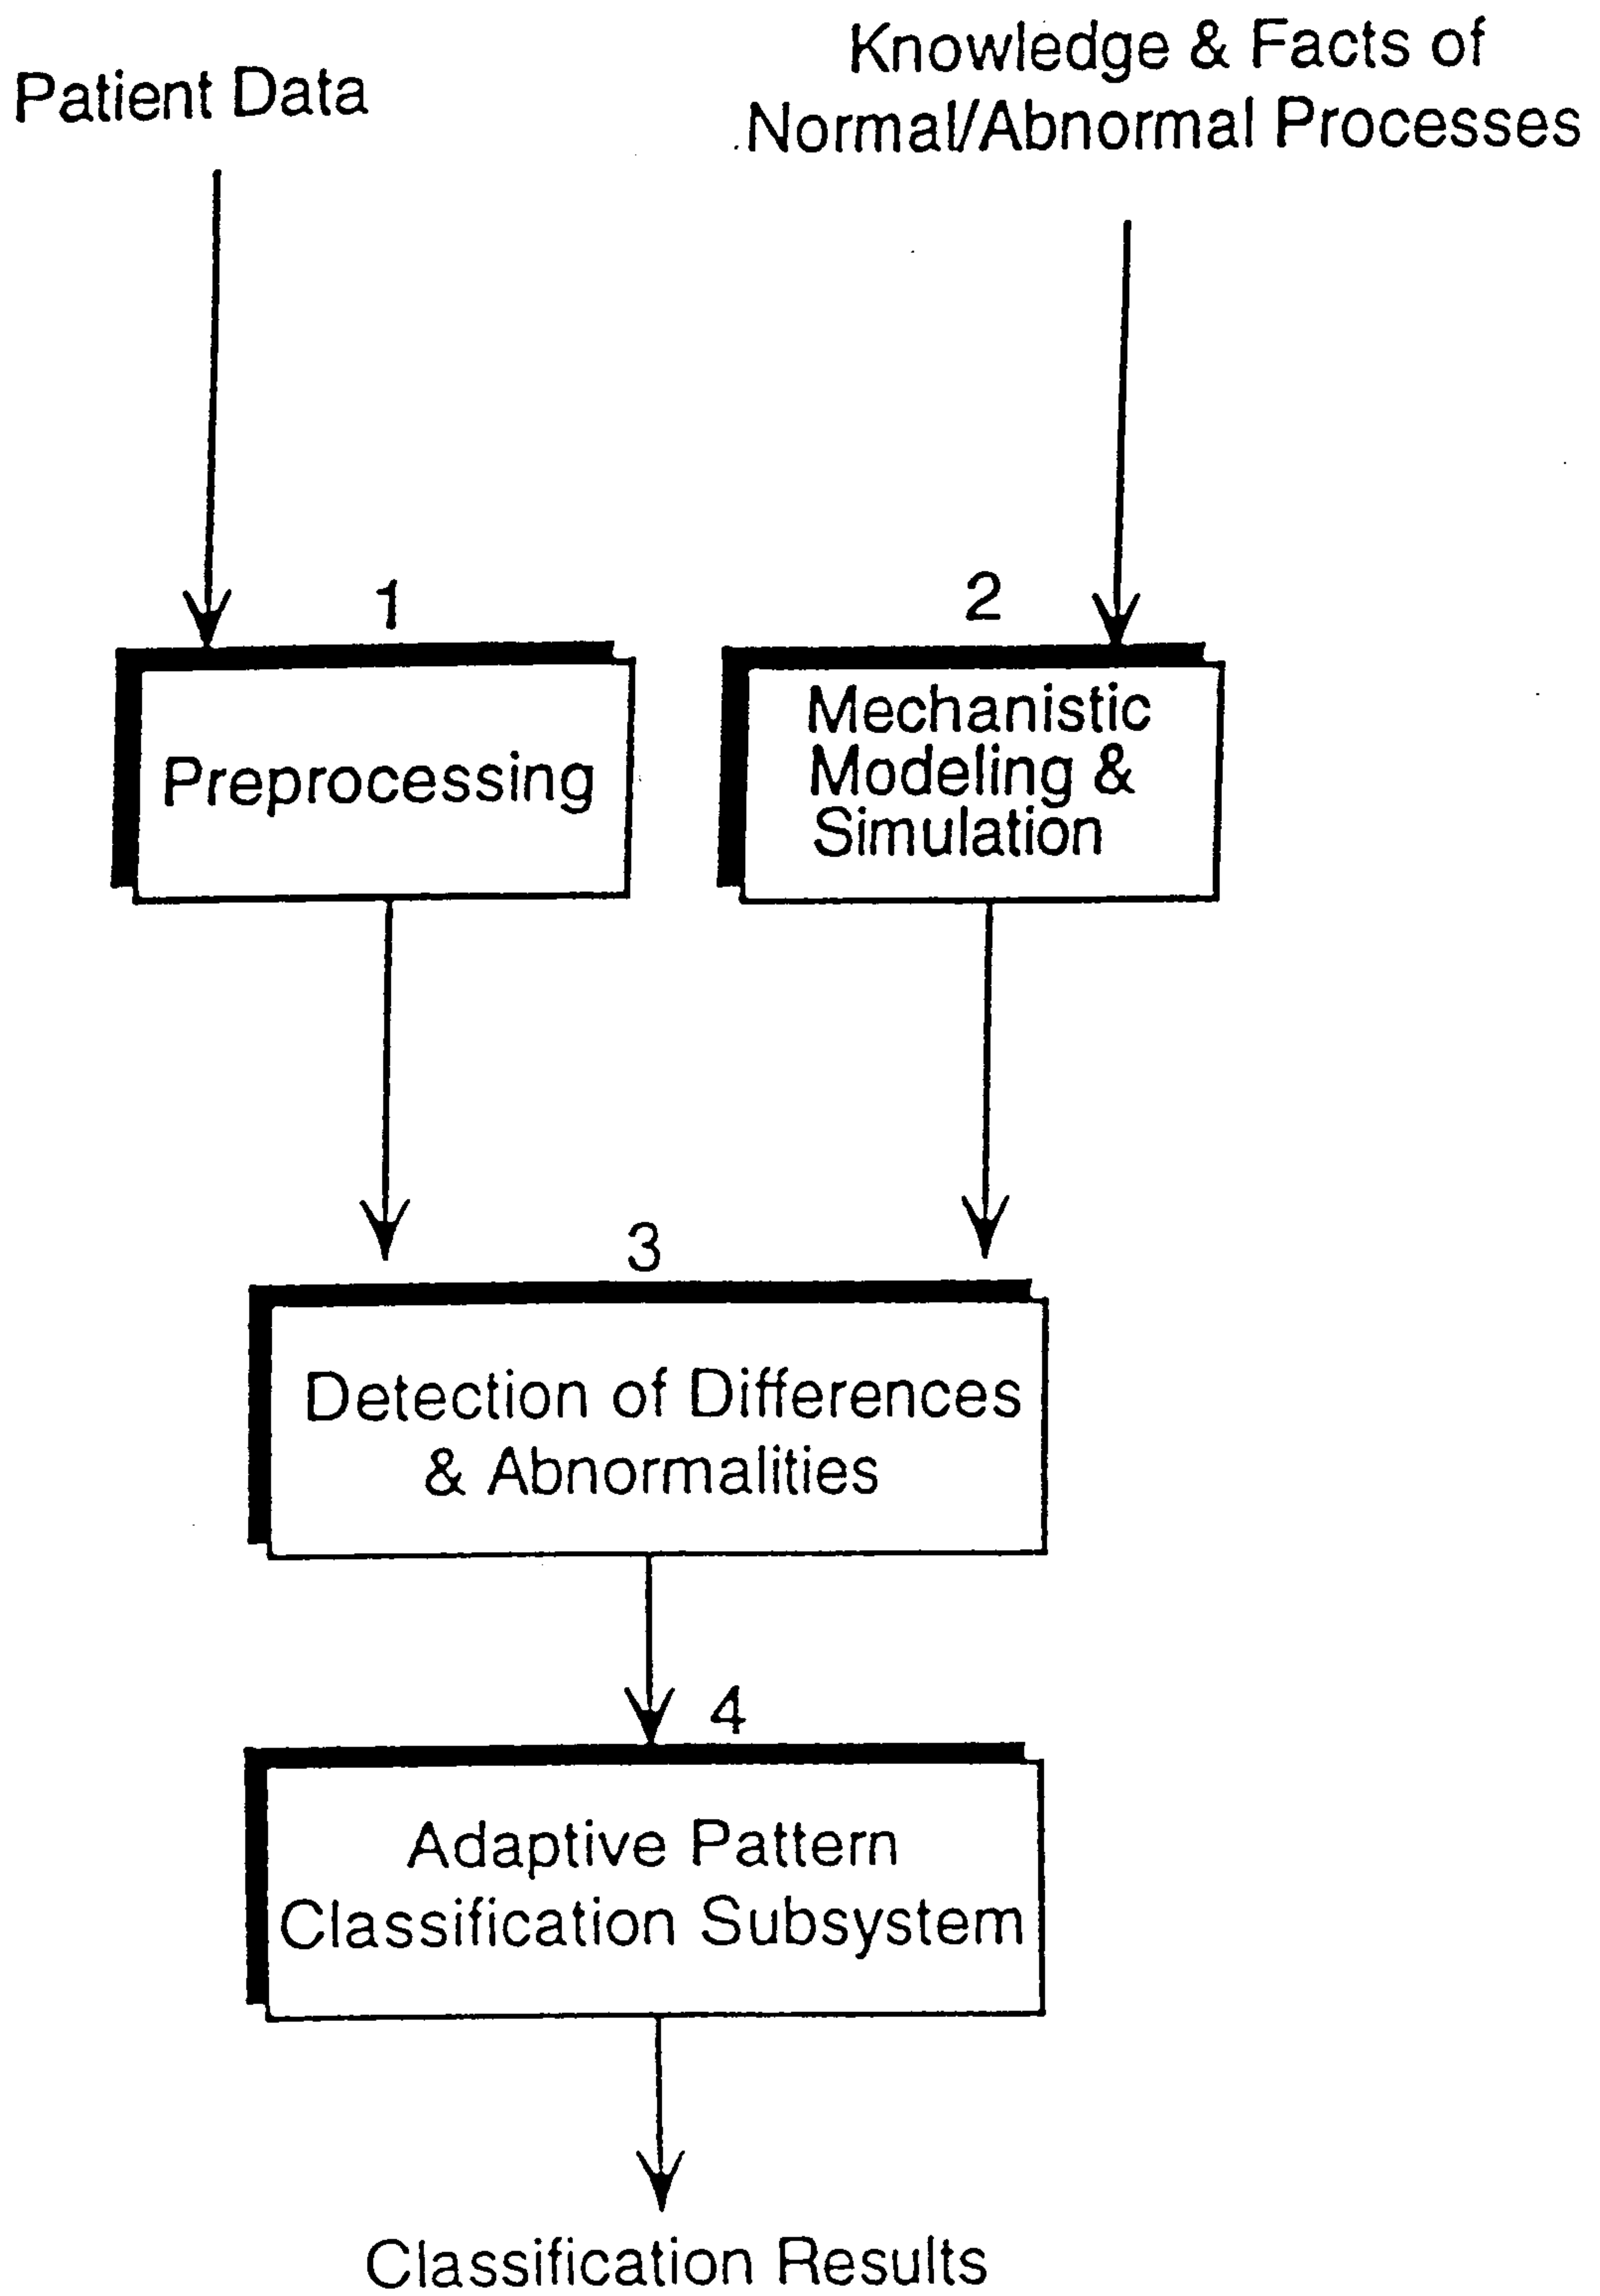 Patient Data
Knowledge & Facts of
Normal/Abnormal Processes
1
2
Preprocessing
Mechanistic
Modeling &
Simulation
3
Detection of Differences
& Abnormalities
4
Adaptive Pattern
Classification Subsystem
Classification Results